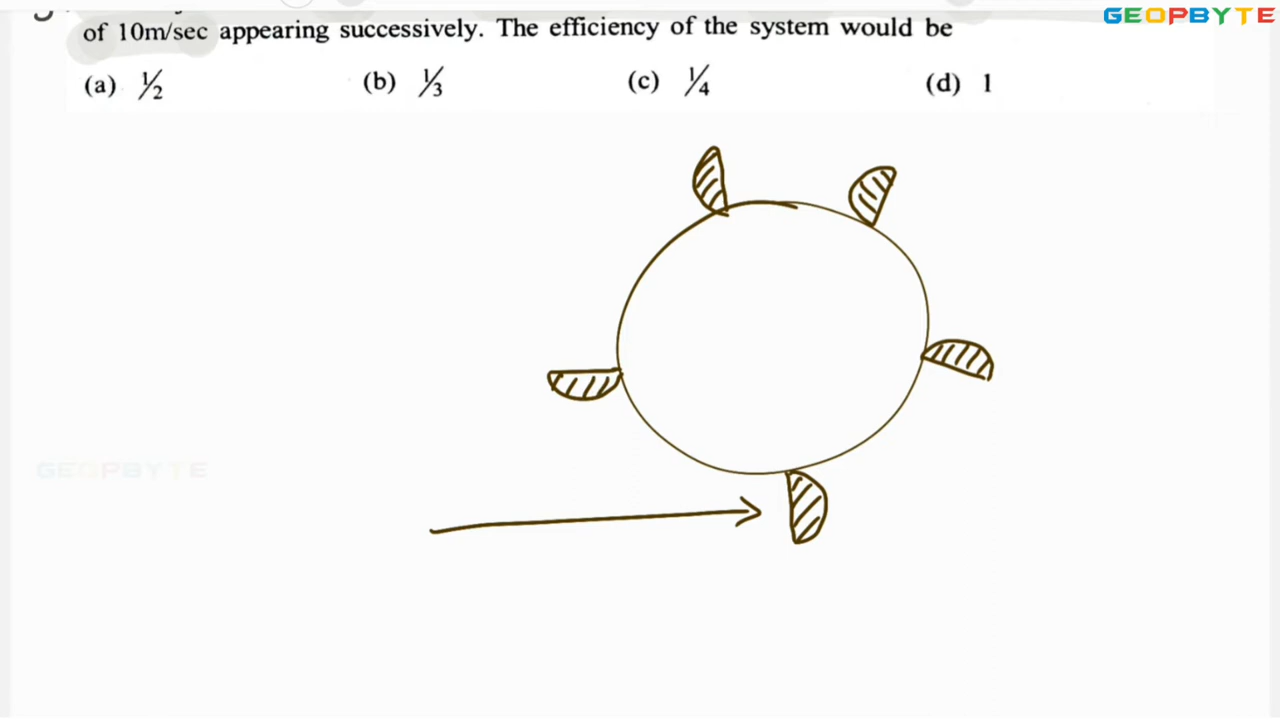 GEOPBYTE
of 10m/sec appearing successively. The efficiency of the system would be
(a) ½ (b) ⅓ (c) ¼ (d) 1
GEOPBYTE